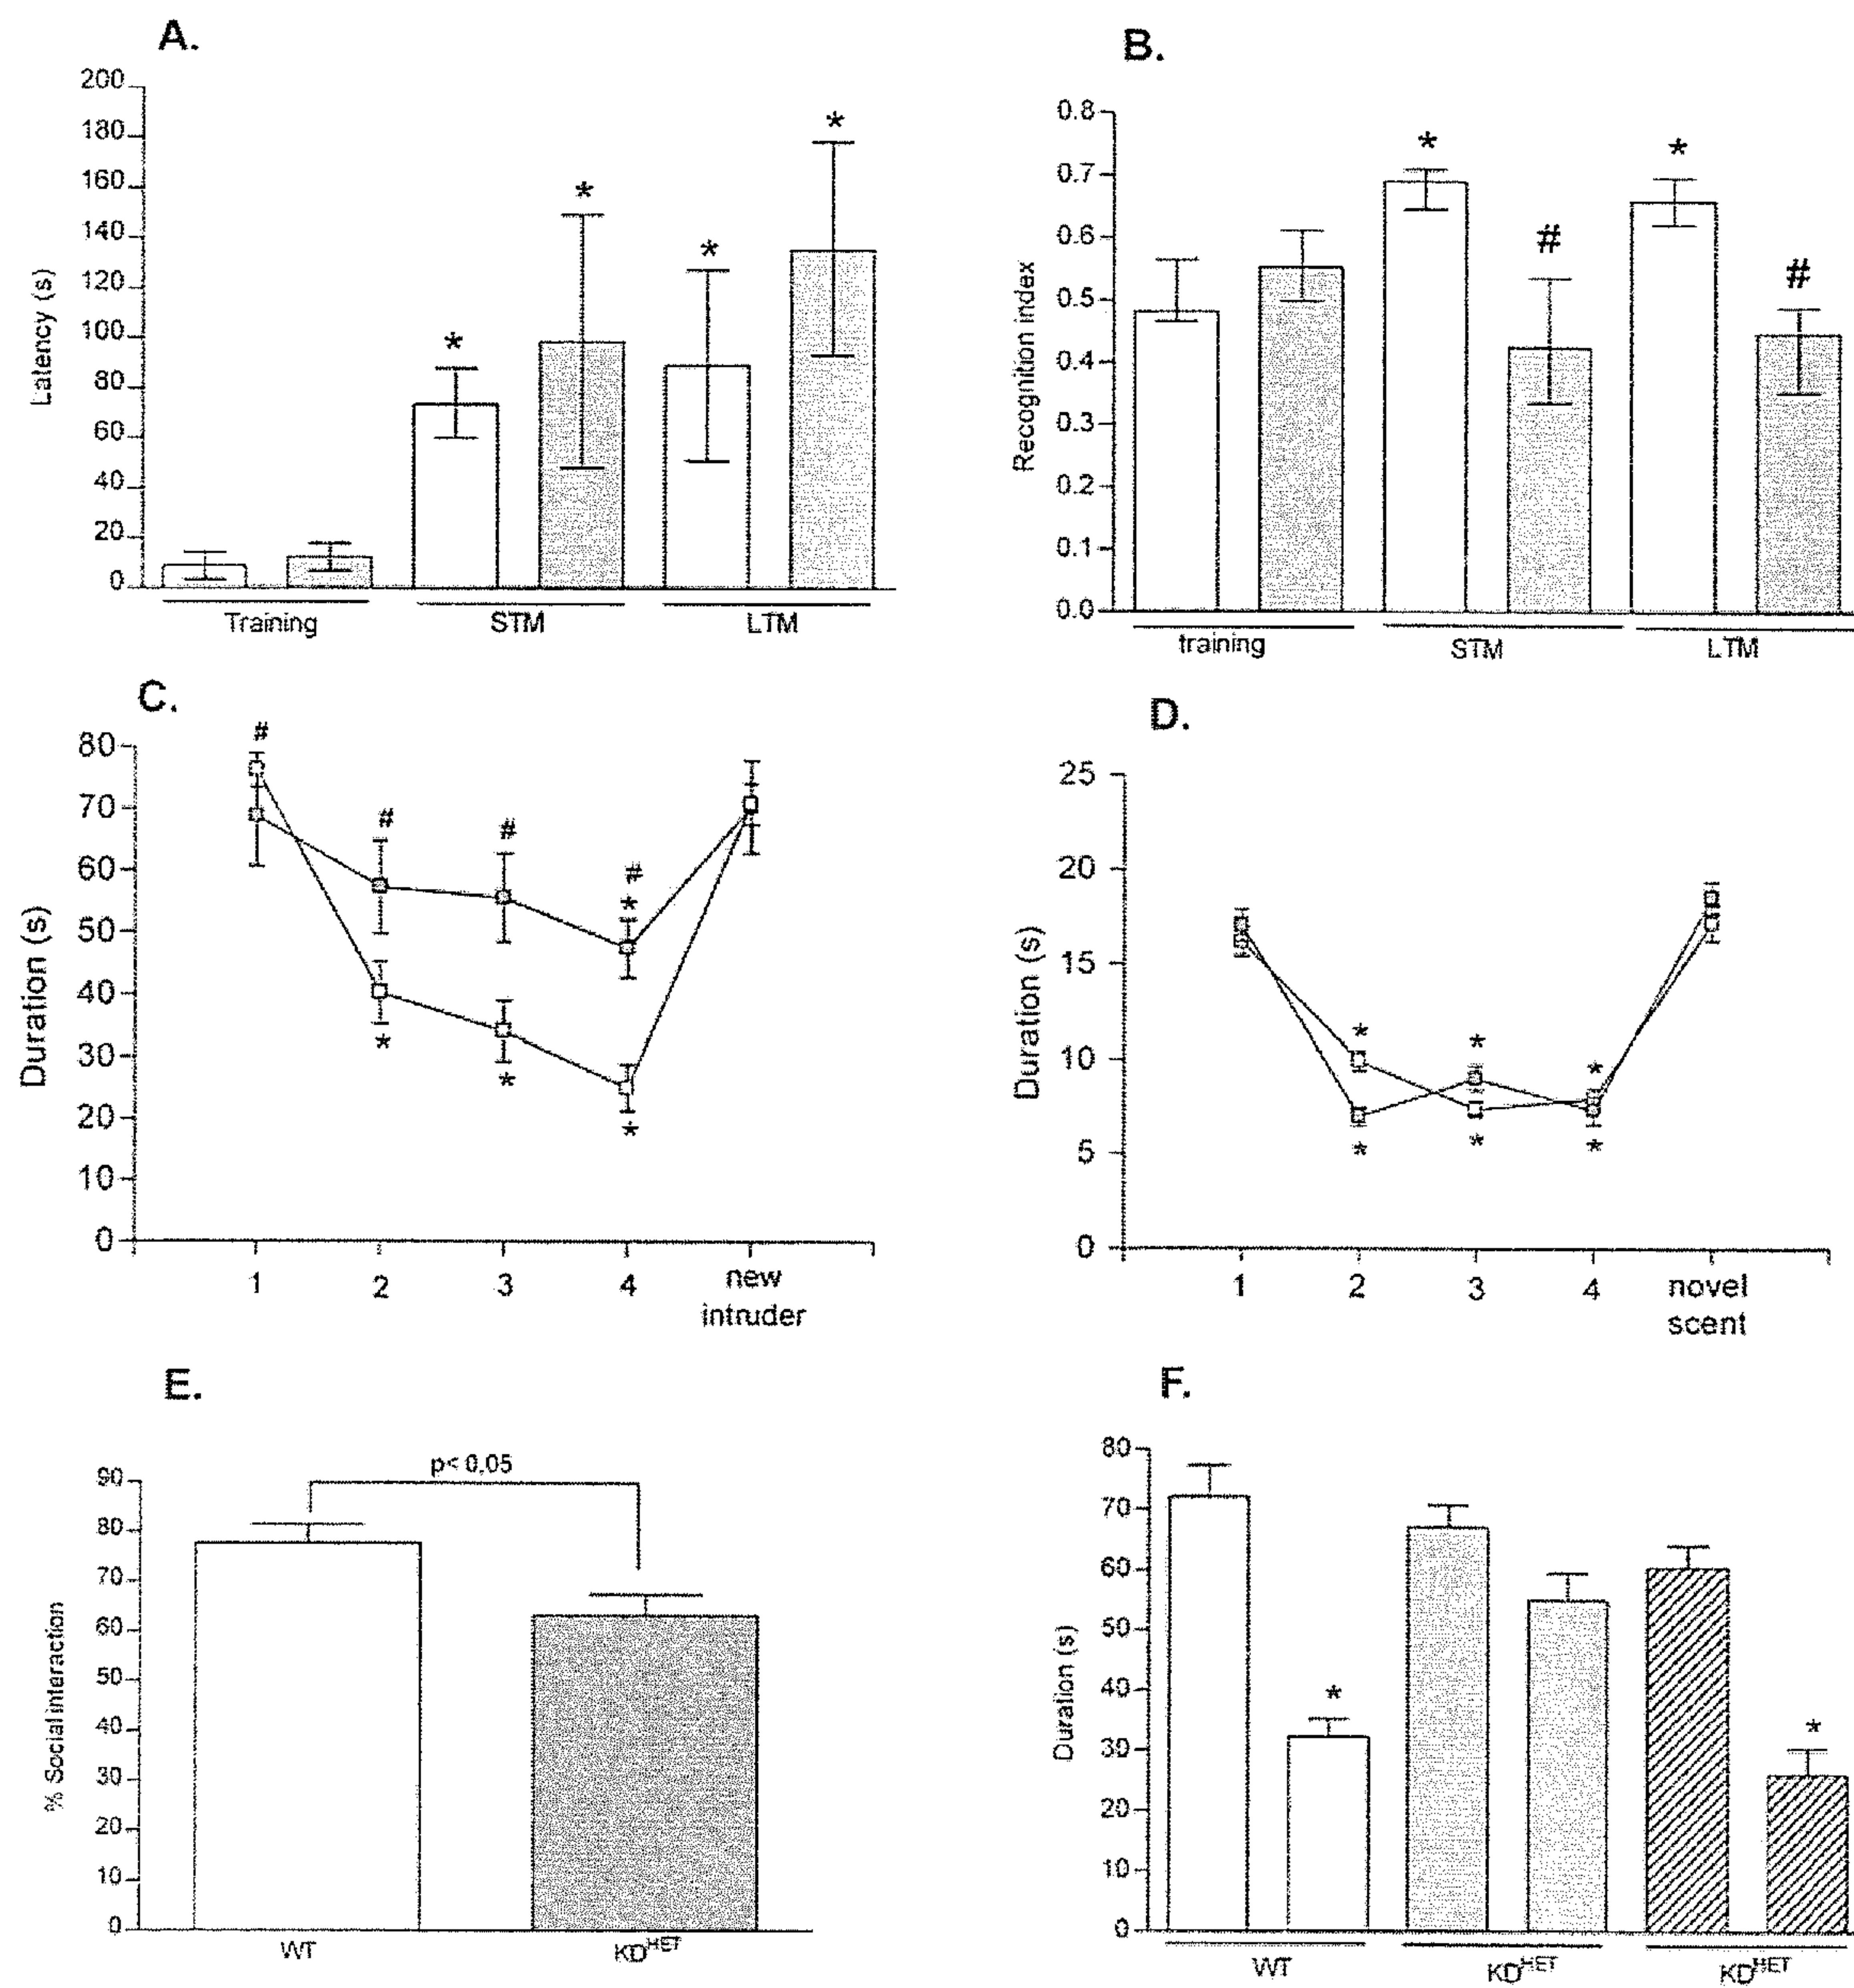 A.
200
180
160
140
120
100
80
60
40
20
0
Latency (s)
* * * *
Training STM LTM
B.
0.8
0.7
0.6
0.5
0.4
0.3
0.2
0.1
0.0
Recognition index
* # * #
training STM LTM
C.
80
70
60
50
40
30
20
10
0
Duration (s)
# # # #
*
* * *
1 2 3 4 new
intruder
D.
25
20
15
10
5
0
Duration (s)
* * *
* * *
1 2 3 4 novel
scent
E.
90
80
70
60
50
40
30
20
10
0
% Social interaction
p< 0,05
WT KD^HET
F.
80
70
60
50
40
30
20
10
0
Duration (s)
* *
WT KD^HET KD^HET